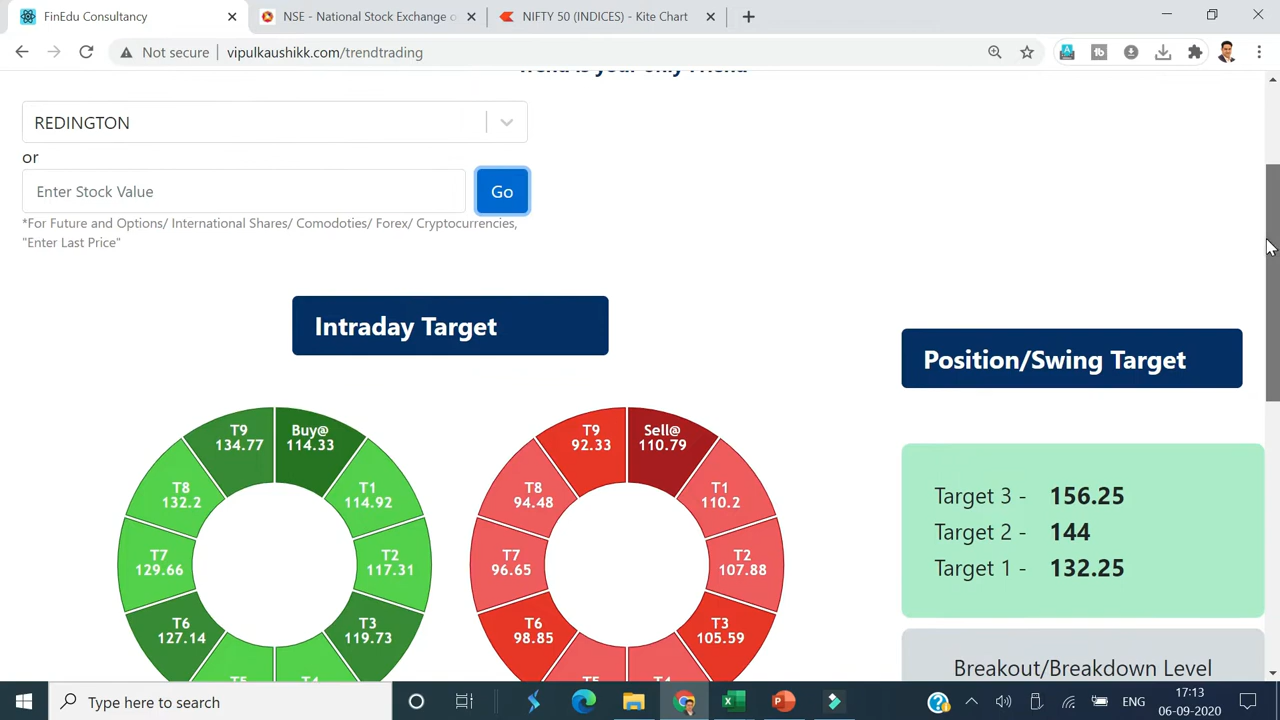 FinEdu Consultancy
NSE - National Stock Exchange o
NIFTY 50 (INDICES) - Kite Chart
Not secure
vipulkaushikk.com/trendtrading
Trend is your only Friend
REDINGTON
or
Enter Stock Value
Go
*For Future and Options/ International Shares/ Comodoties/ Forex/ Cryptocurrencies,
"Enter Last Price"
Intraday Target
Position/Swing Target
T9
134.77
Buy@
114.33
T8
132.2
T1
114.92
T7
129.66
T2
117.31
T6
127.14
T3
119.73
T9
92.33
Sell@
110.79
T8
94.48
T1
110.2
T7
96.65
T2
107.88
T6
98.85
T3
105.59
Target 3 - 156.25
Target 2 - 144
Target 1 - 132.25
Breakout/Breakdown Level
Type here to search
ENG
17:13
06-09-2020